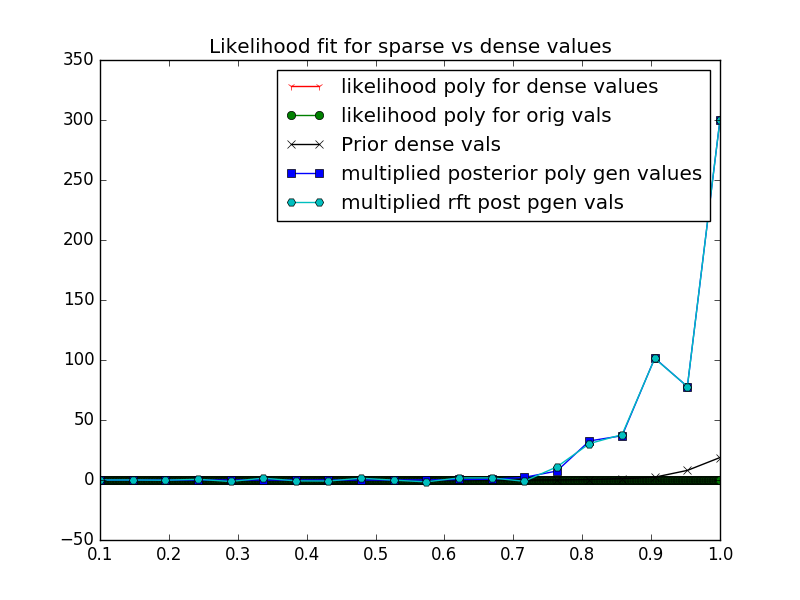 Likelihood fit for sparse vs dense values
350
300
250
200
150
100
50
0
−50
likelihood poly for dense values
likelihood poly for orig vals
Prior dense vals
multiplied posterior poly gen values
multiplied rft post pgen vals
0.1 0.2 0.3 0.4 0.5 0.6 0.7 0.8 0.9 1.0